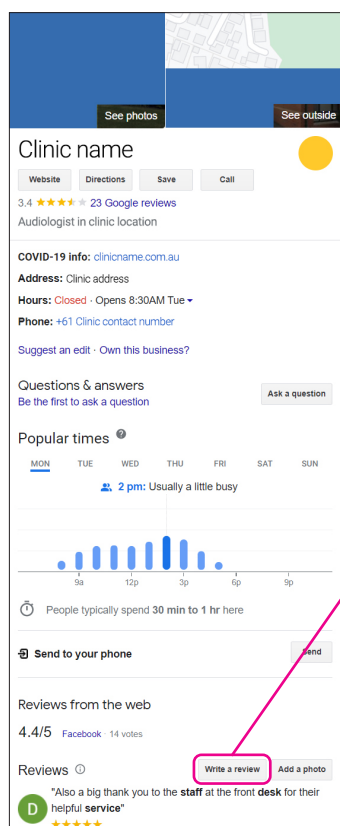 See photos
See outside
Clinic name
Website Directions Save Call
3.4 ★★★★★ 23 Google reviews
Audiologist in clinic location
COVID-19 info: clinicname.com.au
Address: Clinic address
Hours: Closed · Opens 8:30AM Tue
Phone: +61 Clinic contact number
Suggest an edit · Own this business?
Questions & answers
Be the first to ask a question
Ask a question
Popular times ?
MON TUE WED THU FRI SAT SUN
2 pm: Usually a little busy
9a 12p 3p 6p 9p
People typically spend 30 min to 1 hr here
Send to your phone
Send
Reviews from the web
4.4/5 Facebook · 14 votes
Reviews
Write a review
Add a photo
D
"Also a big thank you to the staff at the front desk for their
helpful service"
★★★★★